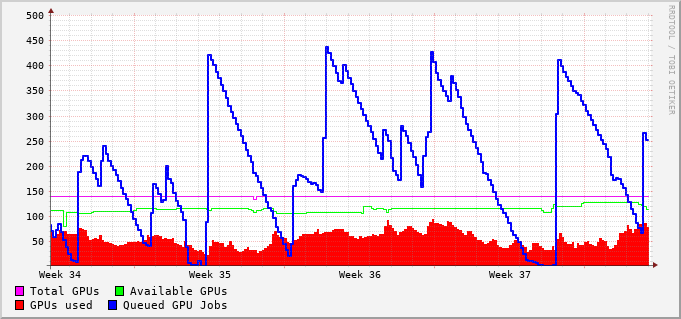 500
450
400
350
300
250
200
150
100
50
Week 34 Week 35 Week 36 Week 37
Total GPUs Available GPUs
GPUs used Queued GPU Jobs
RRDTOOL / TOBI OETIKER